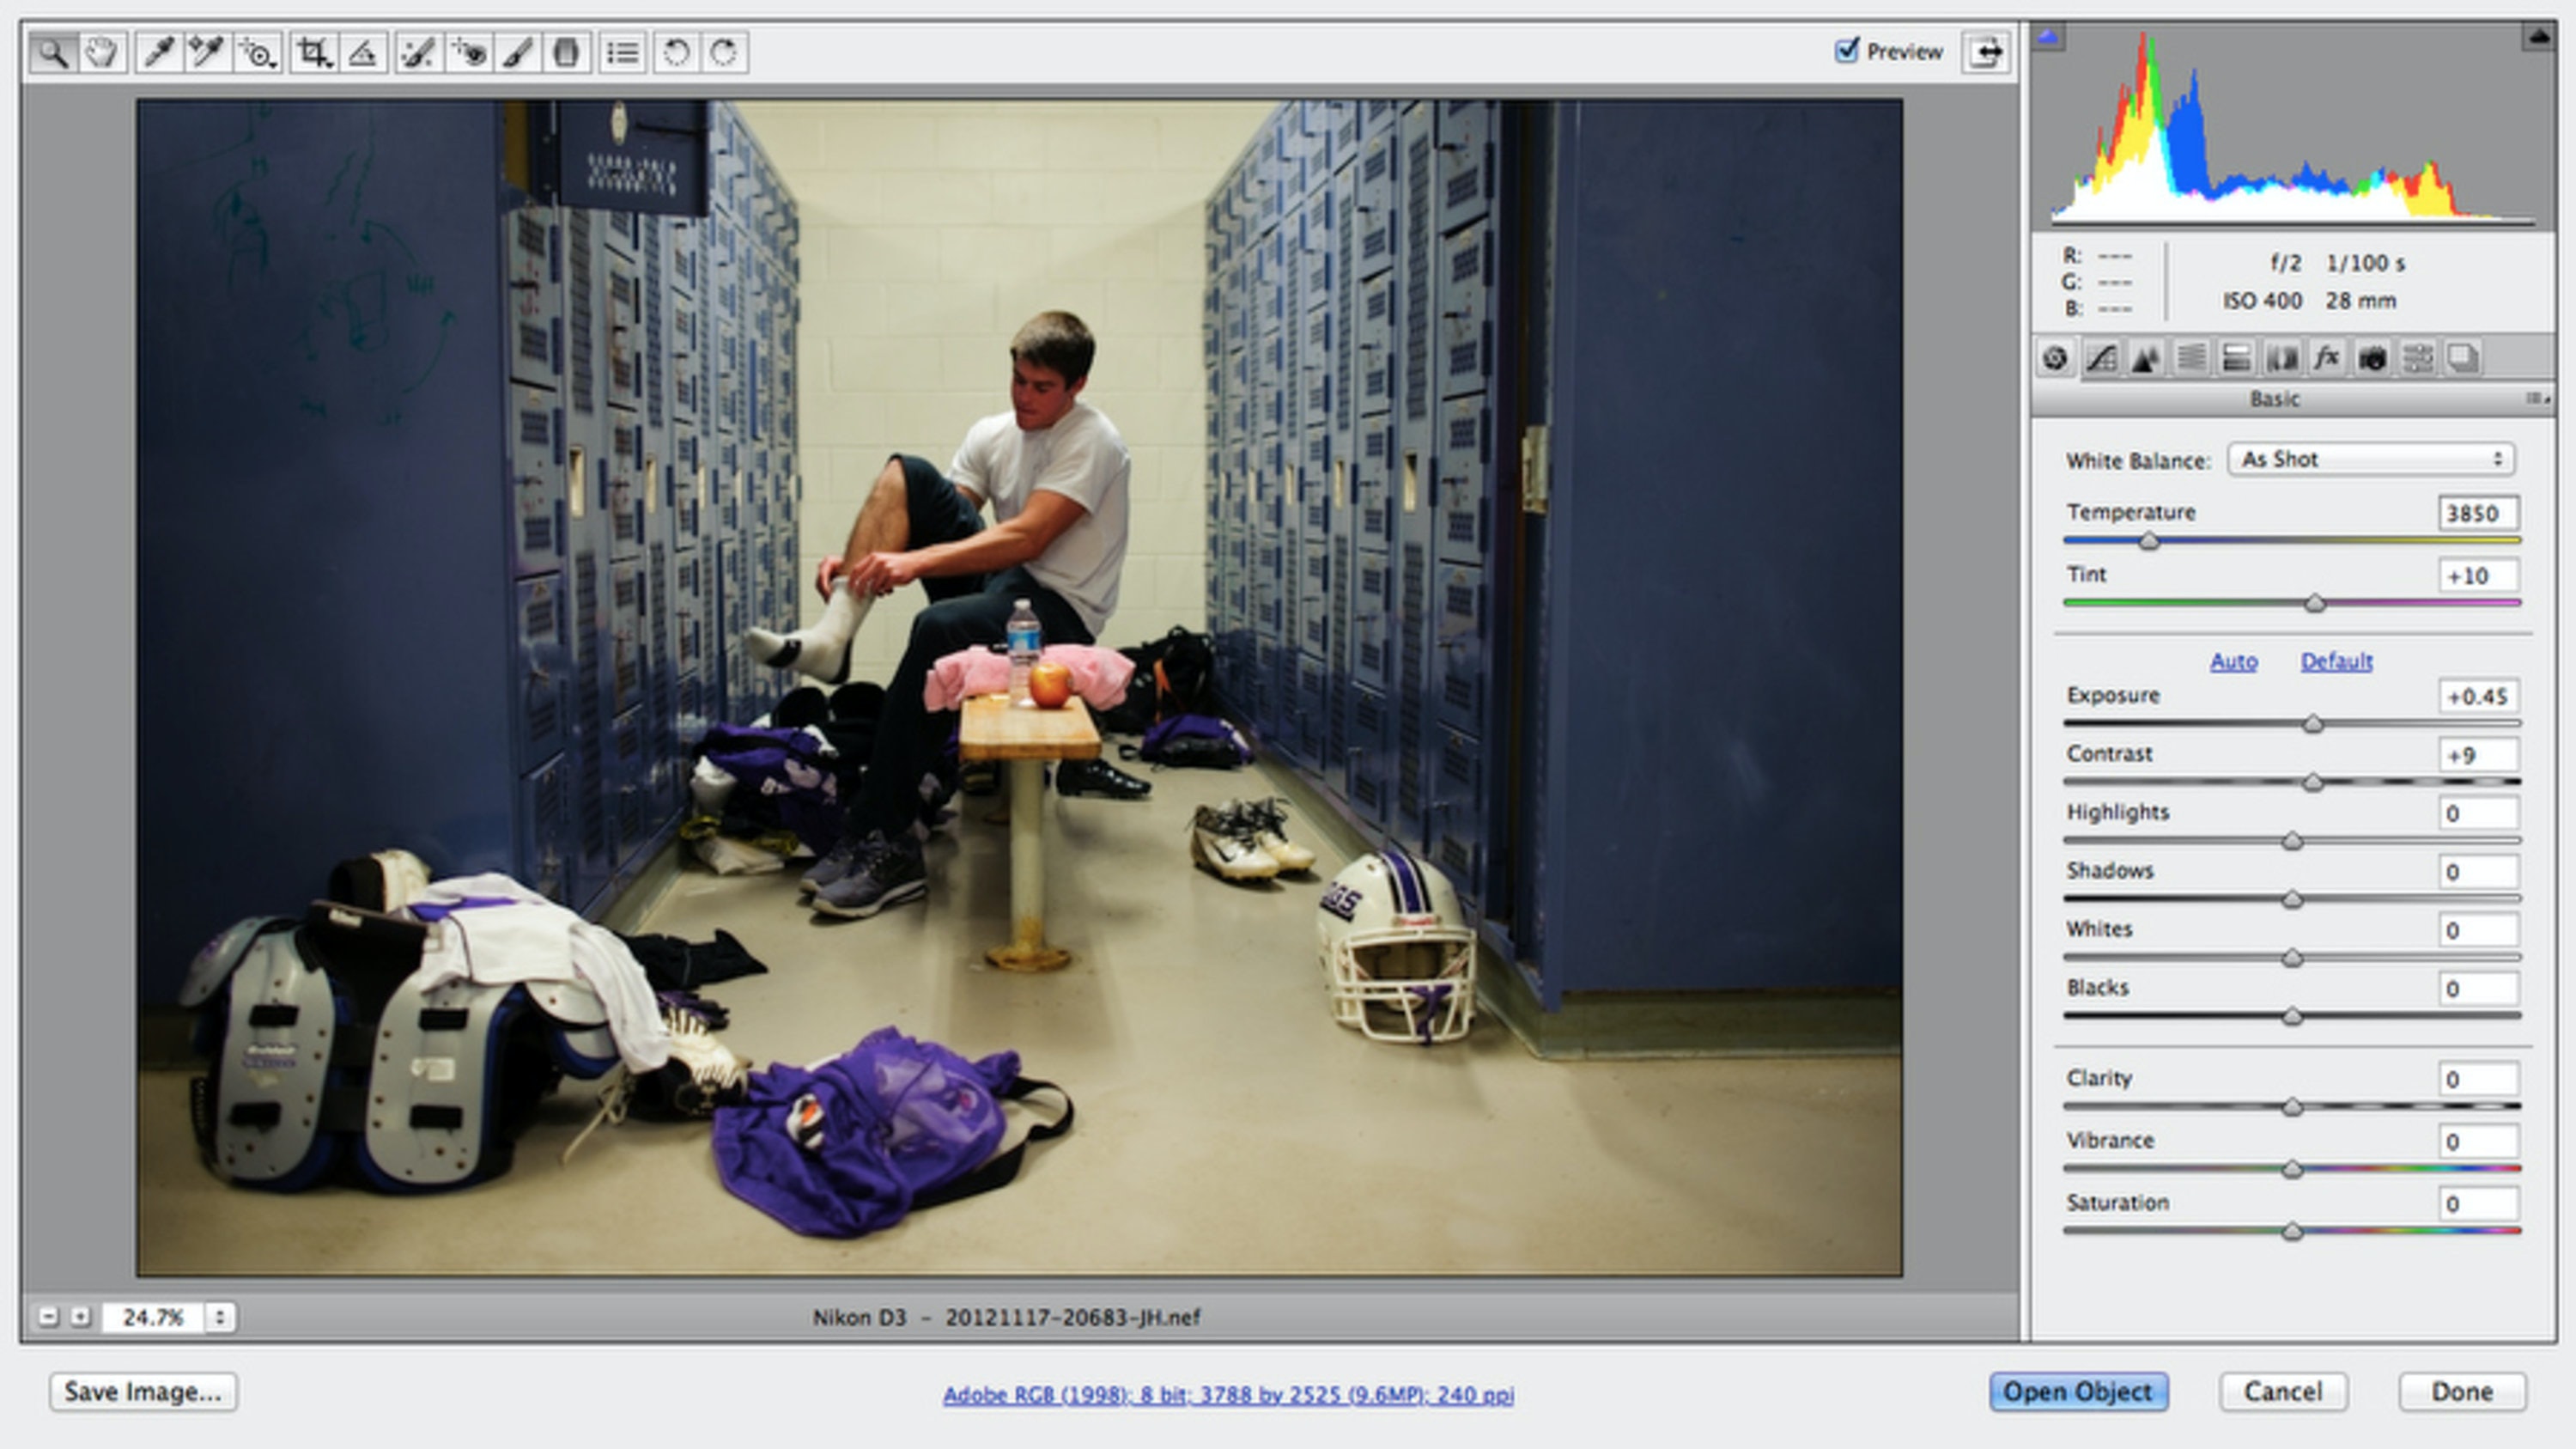 Preview
R: ---
G: ---
B: ---
f/2 1/100 s
ISO 400 28 mm
fx
Basic
White Balance: As Shot
Temperature 3850
Tint +10
Auto Default
Exposure +0.45
Contrast +9
Highlights 0
Shadows 0
Whites 0
Blacks 0
Clarity 0
Vibrance 0
Saturation 0
24.7%
Nikon D3 - 20121117-20683-JH.nef
Save Image...
Adobe RGB (1998); 8 bit; 3788 by 2525 (9.6MP); 240 ppi
Open Object
Cancel
Done